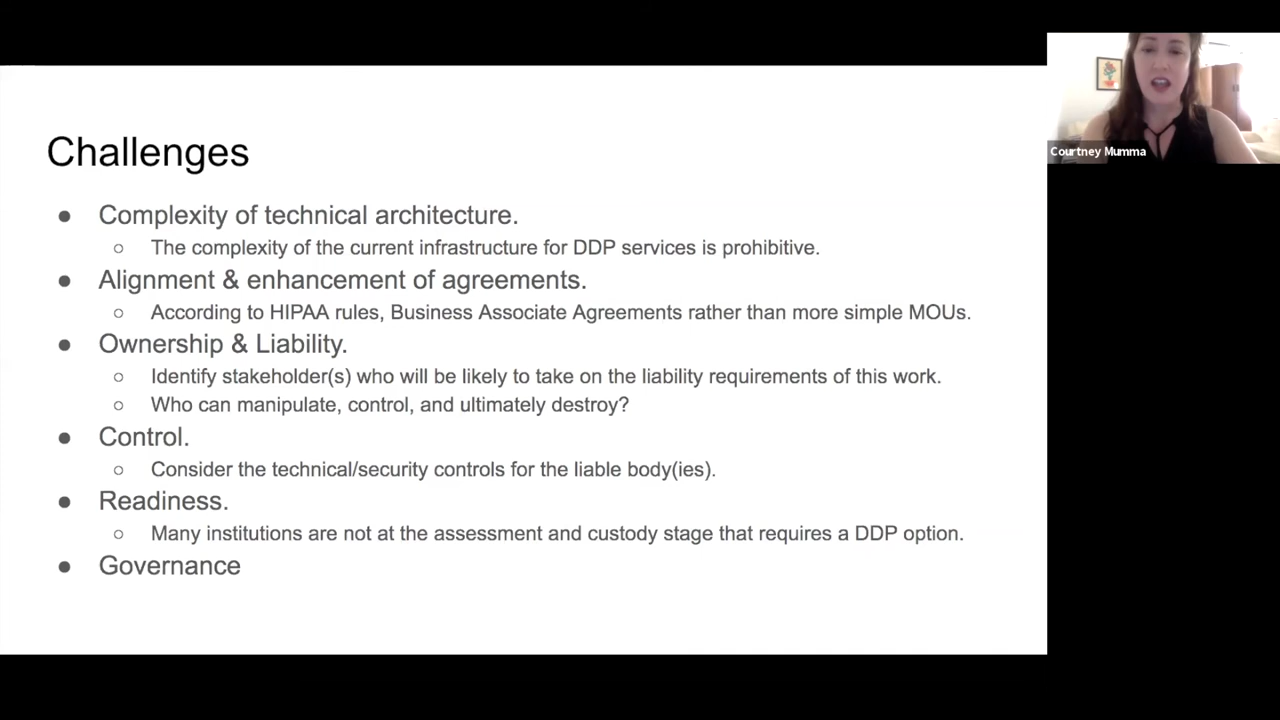 Challenges
● Complexity of technical architecture.
○ The complexity of the current infrastructure for DDP services is prohibitive.
● Alignment & enhancement of agreements.
○ According to HIPAA rules, Business Associate Agreements rather than more simple MOUs.
● Ownership & Liability.
○ Identify stakeholder(s) who will be likely to take on the liability requirements of this work.
○ Who can manipulate, control, and ultimately destroy?
● Control.
○ Consider the technical/security controls for the liable body(ies).
● Readiness.
○ Many institutions are not at the assessment and custody stage that requires a DDP option.
● Governance
Courtney Mumma